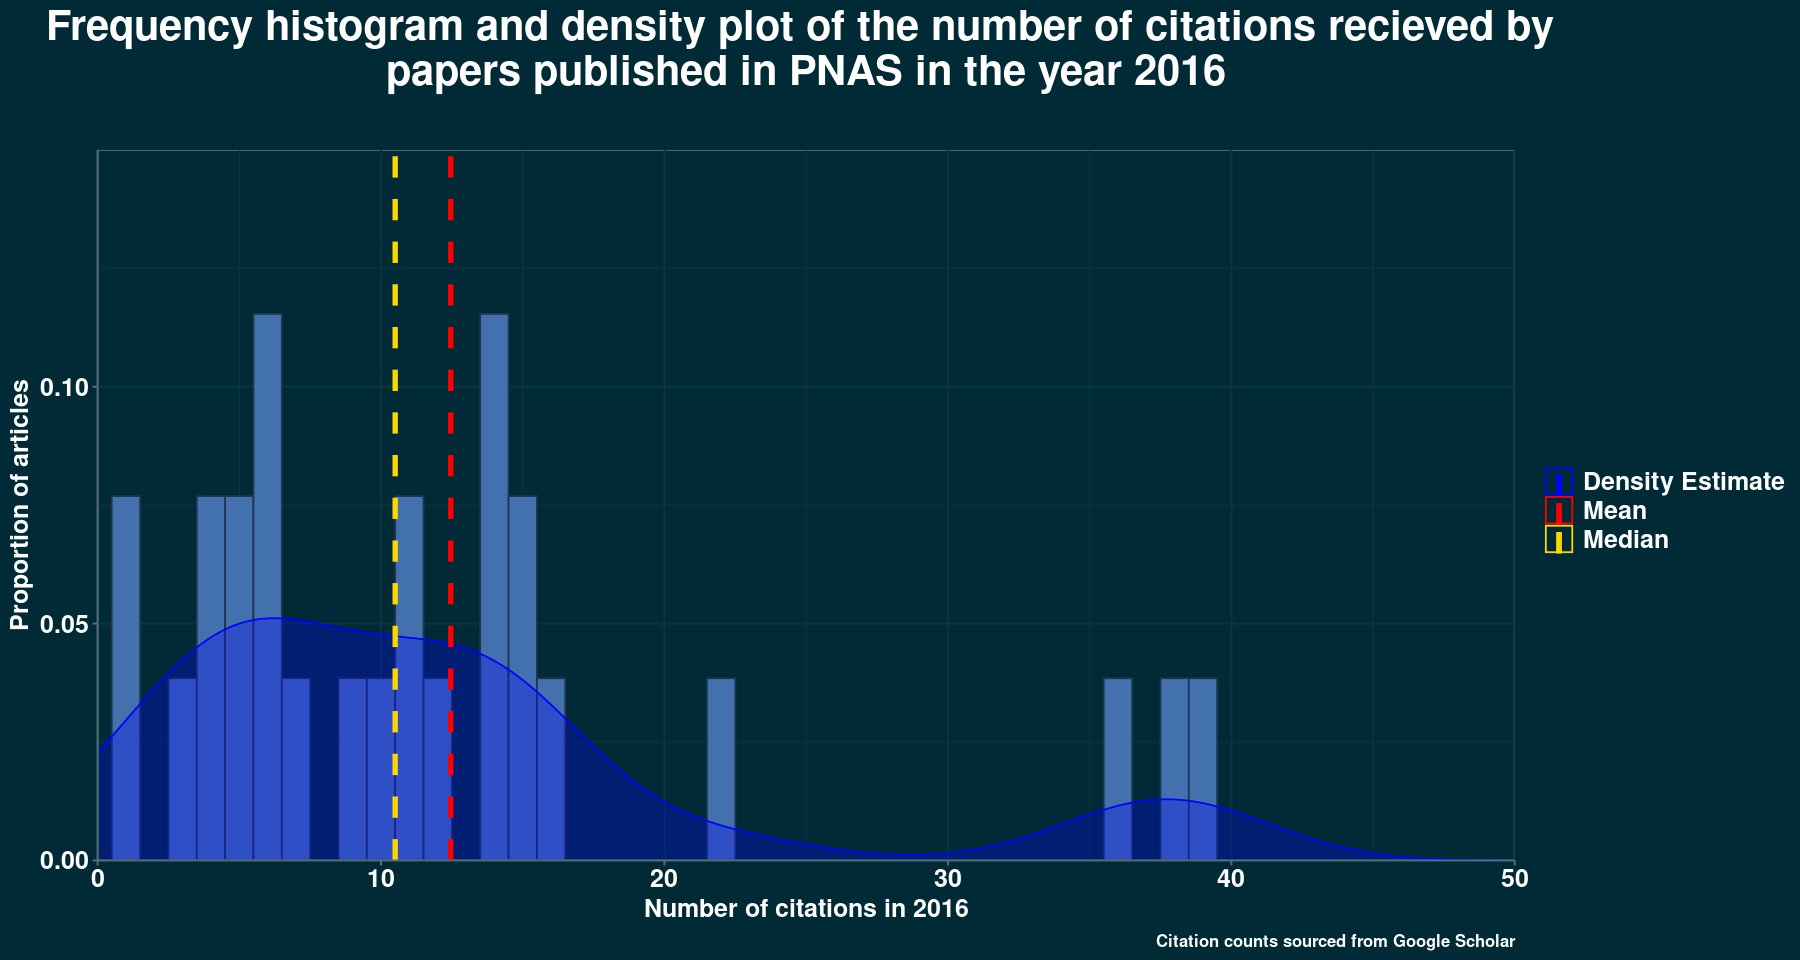 Frequency histogram and density plot of the number of citations recieved by
papers published in PNAS in the year 2016
Proportion of articles
0.10
0.05
0.00
0 10 20 30 40 50
Number of citations in 2016
Density Estimate
Mean
Median
Citation counts sourced from Google Scholar